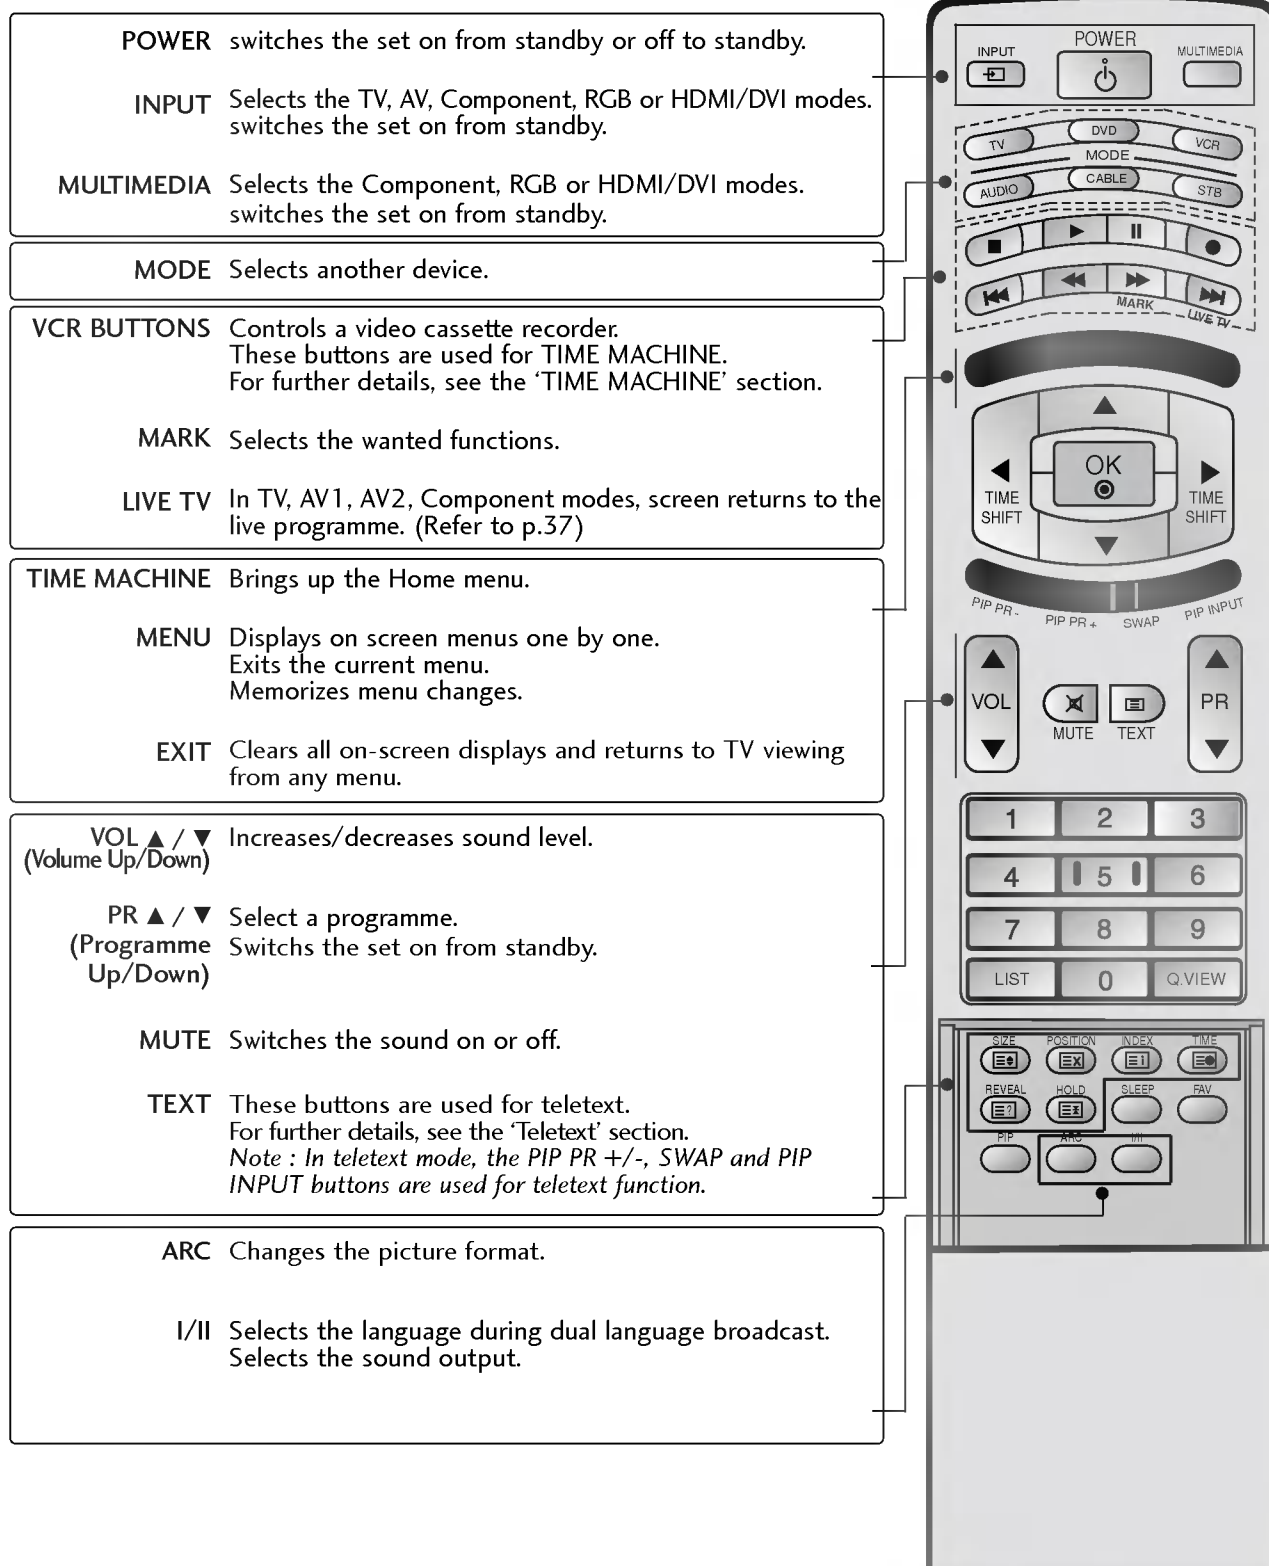 POWER switches the set on from standby or off to standby.
INPUT Selects the TV, AV, Component, RGB or HDMI/DVI modes.
switches the set on from standby.
MULTIMEDIA Selects the Component, RGB or HDMI/DVI modes.
switches the set on from standby.
MODE Selects another device.
VCR BUTTONS Controls a video cassette recorder.
These buttons are used for TIME MACHINE.
For further details, see the ‘TIME MACHINE’ section.
MARK Selects the wanted functions.
LIVE TV In TV, AV1, AV2, Component modes, screen returns to the
live programme. (Refer to p.37)
TIME MACHINE Brings up the Home menu.
MENU Displays on screen menus one by one.
Exits the current menu.
Memorizes menu changes.
EXIT Clears all on-screen displays and returns to TV viewing
from any menu.
VOL ▲ / ▼ Increases/decreases sound level.
(Volume Up/Down)
PR ▲ / ▼ Select a programme.
(Programme Switchs the set on from standby.
Up/Down)
MUTE Switches the sound on or off.
TEXT These buttons are used for teletext.
For further details, see the ‘Teletext’ section.
Note : In teletext mode, the PIP PR +/-, SWAP and PIP
INPUT buttons are used for teletext function.
ARC Changes the picture format.
I/II Selects the language during dual language broadcast.
Selects the sound output.
INPUT POWER MULTIMEDIA
TV DVD VCR
MODE
AUDIO CABLE STB
MARK LIVE TV
OK
TIME SHIFT
TIME SHIFT
PIP PR - PIP PR + SWAP PIP INPUT
VOL PR
MUTE TEXT
1 2 3
4 5 6
7 8 9
LIST 0 Q.VIEW
SIZE POSITION INDEX TIME
REVEAL HOLD SLEEP FAV
PIP ARC I/II